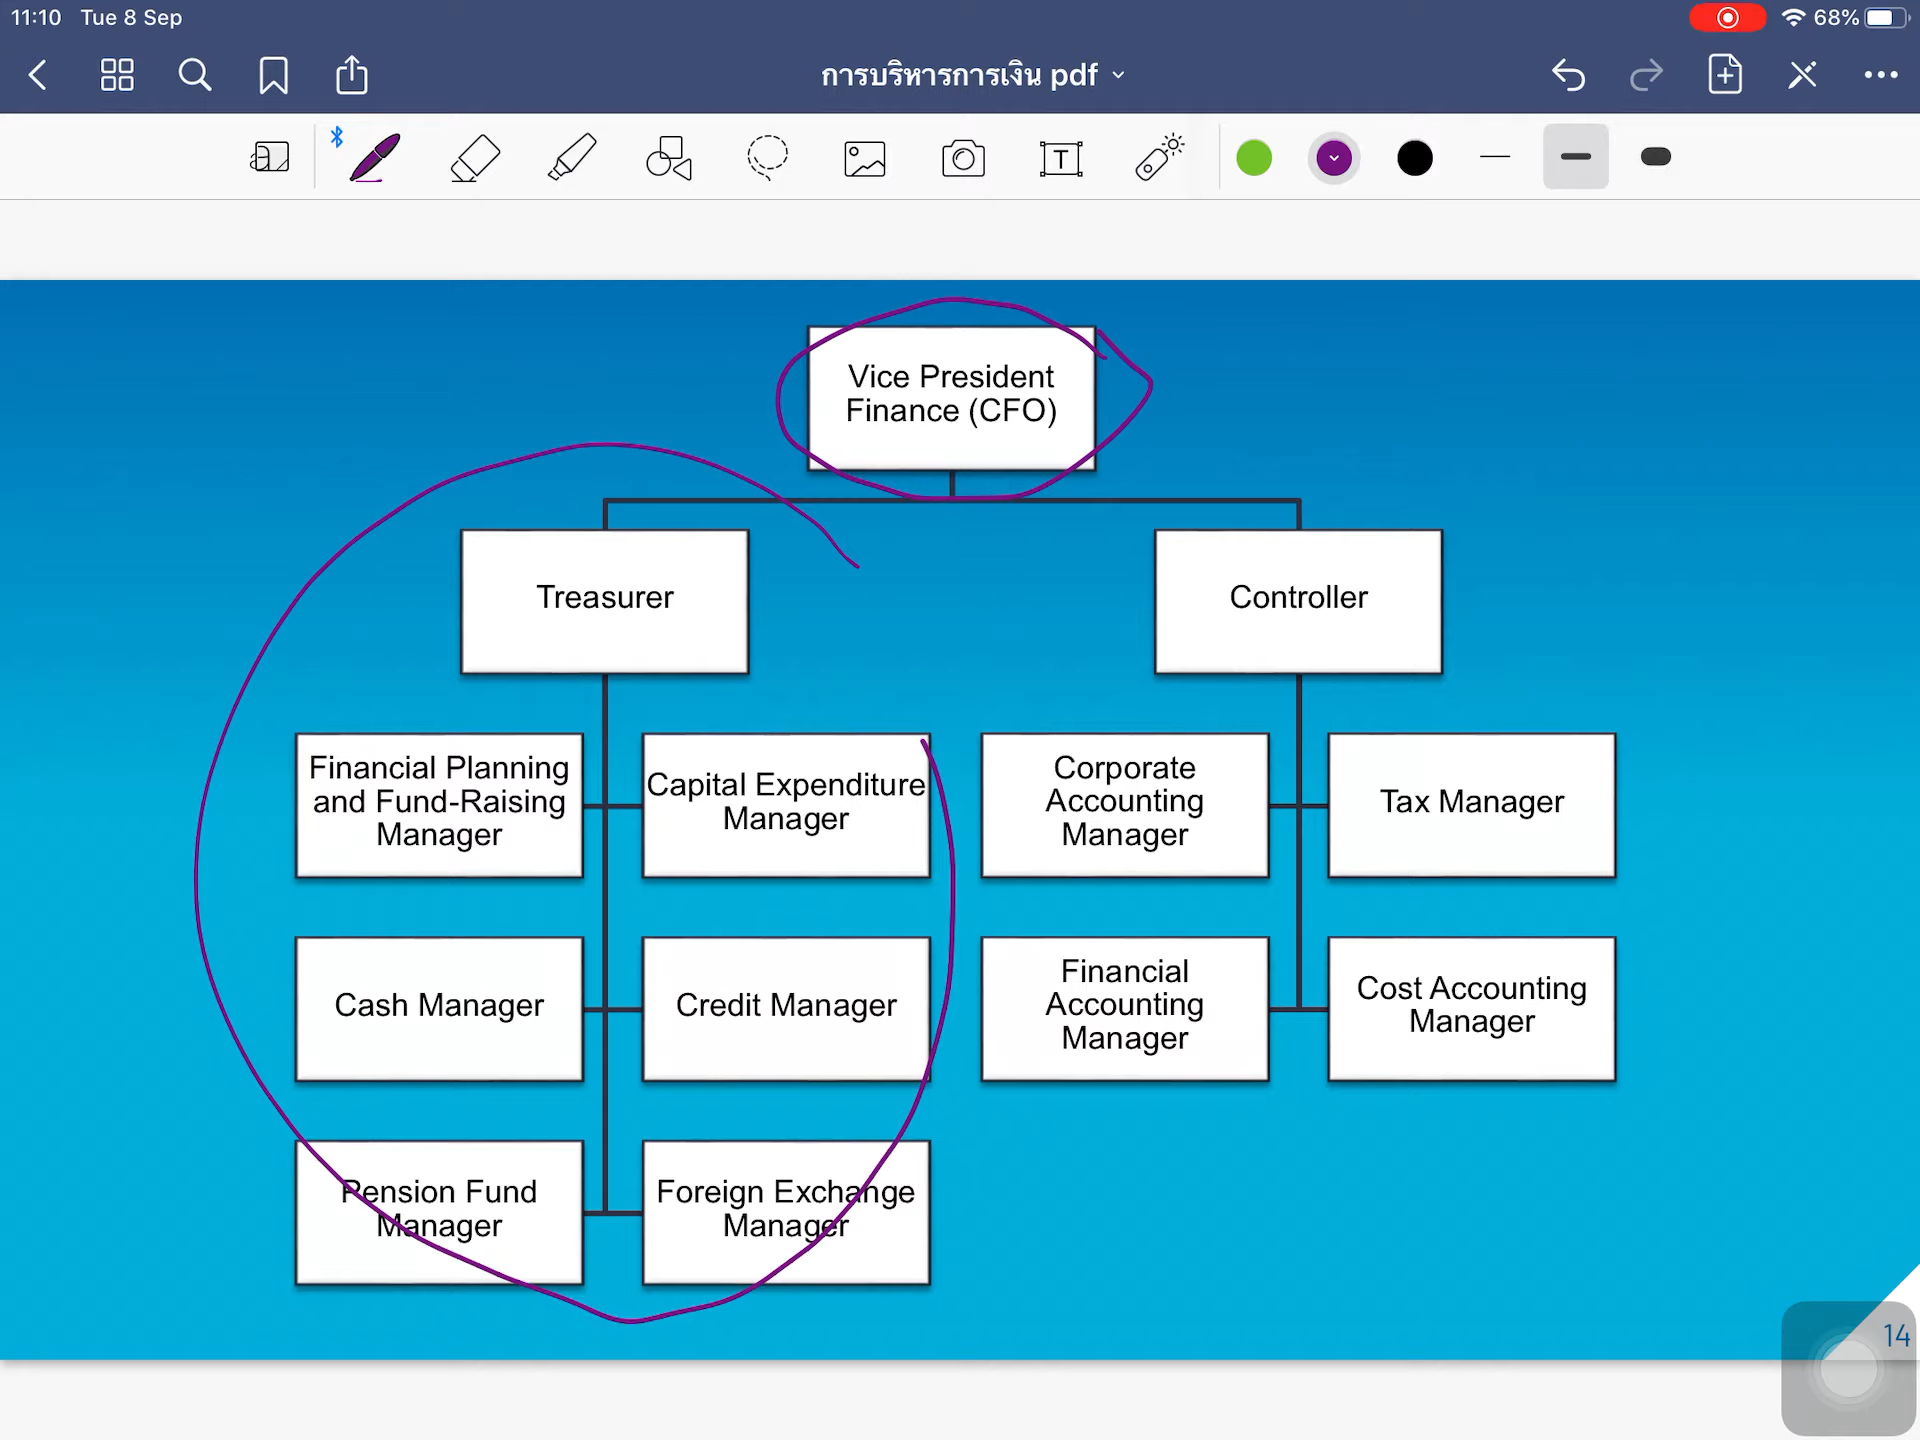 11:10 Tue 8 Sep
68%
การบริหารการเงิน pdf
T
Vice President
Finance (CFO)
Treasurer
Controller
Financial Planning
and Fund-Raising
Manager
Capital Expenditure
Manager
Corporate
Accounting
Manager
Tax Manager
Cash Manager
Credit Manager
Financial
Accounting
Manager
Cost Accounting
Manager
Pension Fund
Manager
Foreign Exchange
Manager
14